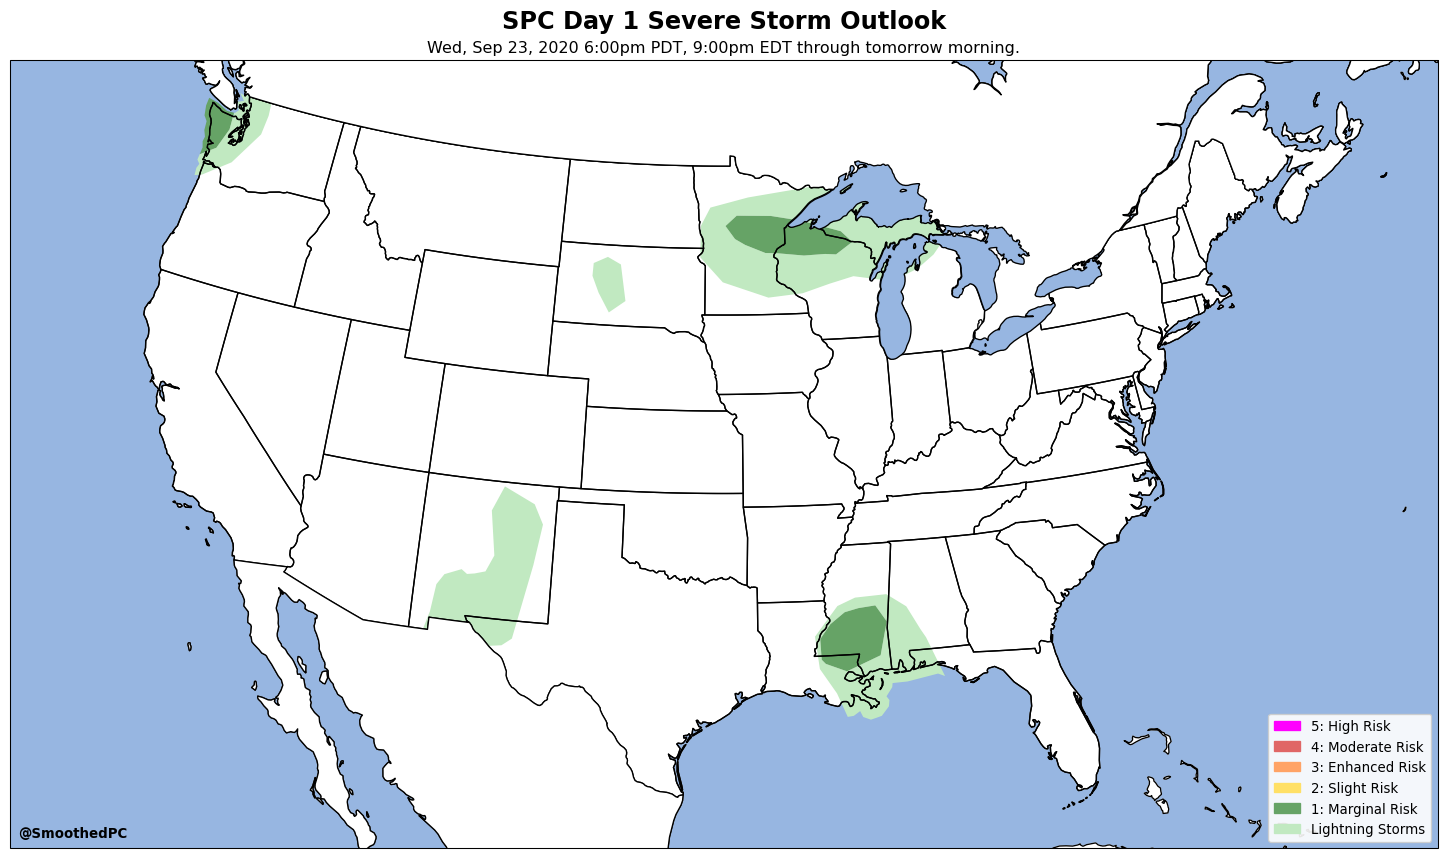 SPC Day 1 Severe Storm Outlook
Wed, Sep 23, 2020 6:00pm PDT, 9:00pm EDT through tomorrow morning.
5: High Risk
4: Moderate Risk
3: Enhanced Risk
2: Slight Risk
1: Marginal Risk
Lightning Storms
@SmoothedPC